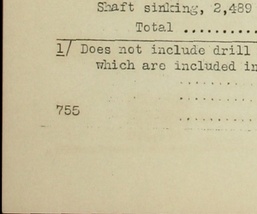 Shaft sinking, 2,489
Total ..........
1/ Does not include drill
which are included in
755